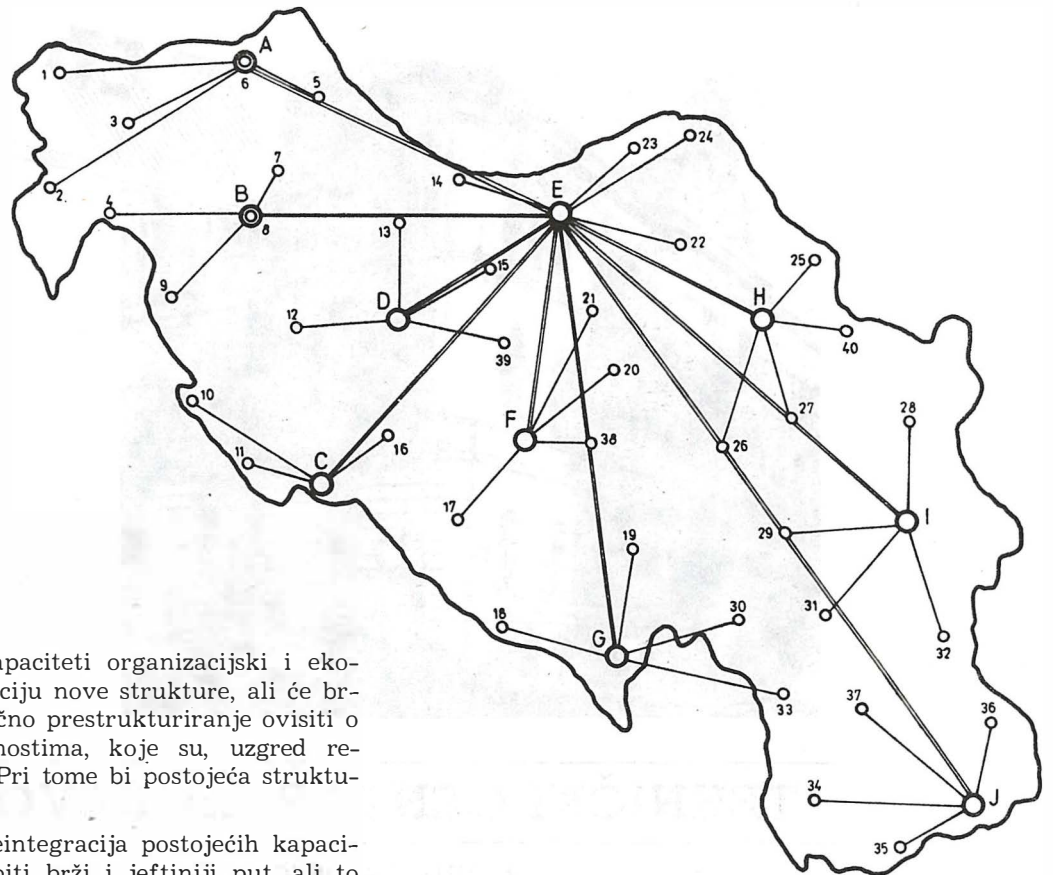 A
1
6
5
3
2
4
7
B
8
9
14
E
23
24
13
22
15
D
12
39
21
20
H
25
40
10
11
C
16
F
38
17
26
27
28
I
29
19
18
G
30
31
32
33
37
36
34
35
J
apaciteti organizacijski i eko-
ciju nove strukture, ali će br-
čno prestrukturiranje ovisiti o
nostima, koje su, uzgred re-
Pri tome bi postojeća struktu-
eintegracija postojećih kapaci-
biti brži i jeftiniji put, ali to